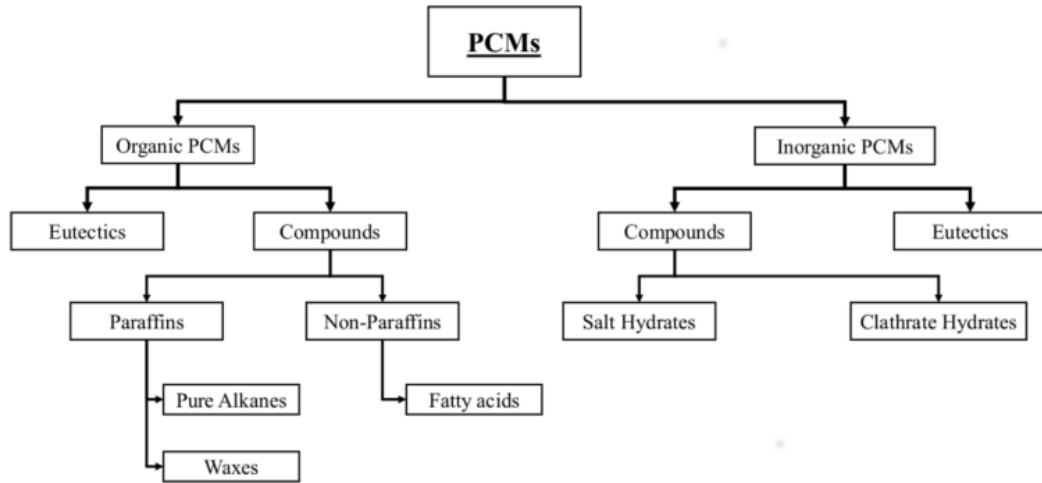 PCMs
Organic PCMs
Inorganic PCMs
Eutectics
Compounds
Compounds
Eutectics
Paraffins
Non-Paraffins
Salt Hydrates
Clathrate Hydrates
Pure Alkanes
Fatty acids
Waxes